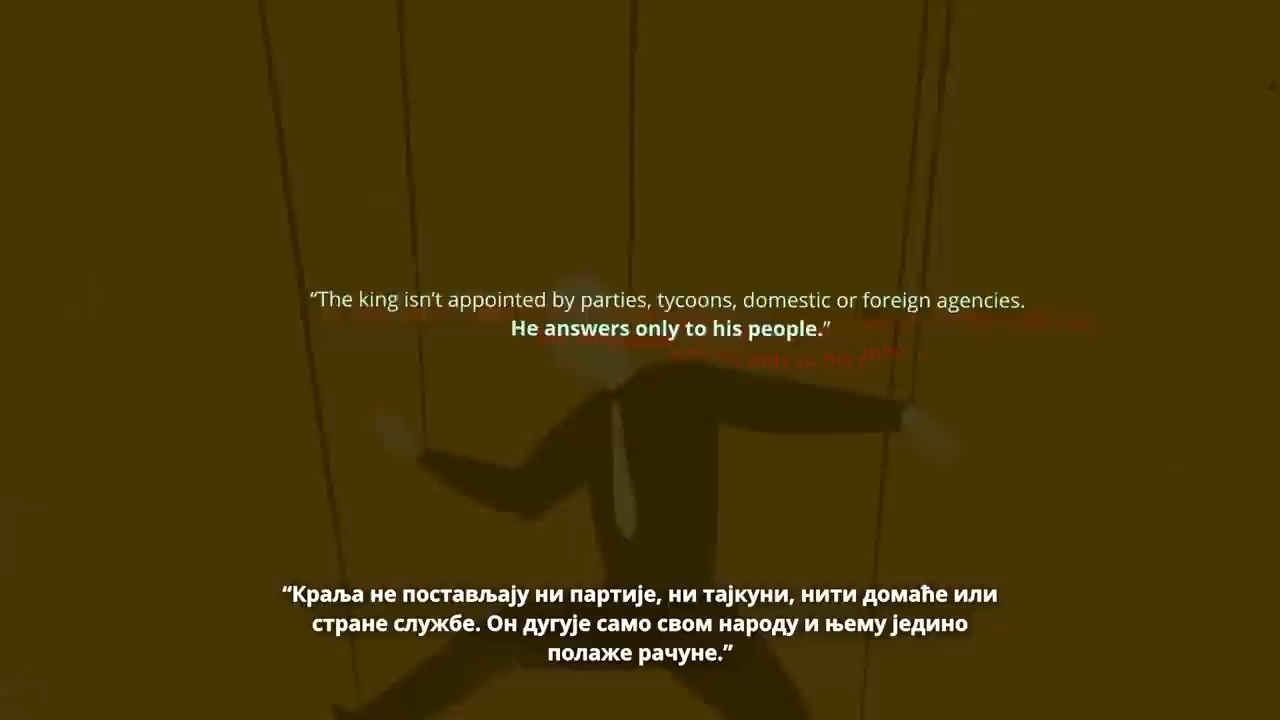 “The king isn’t appointed by parties, tycoons, domestic or foreign agencies.
He answers only to his people.”
“Краља не постављају ни партије, ни тајкуни, нити домаће или
стране службе. Он дугује само свом народу и њему једино
полаже рачуне.”